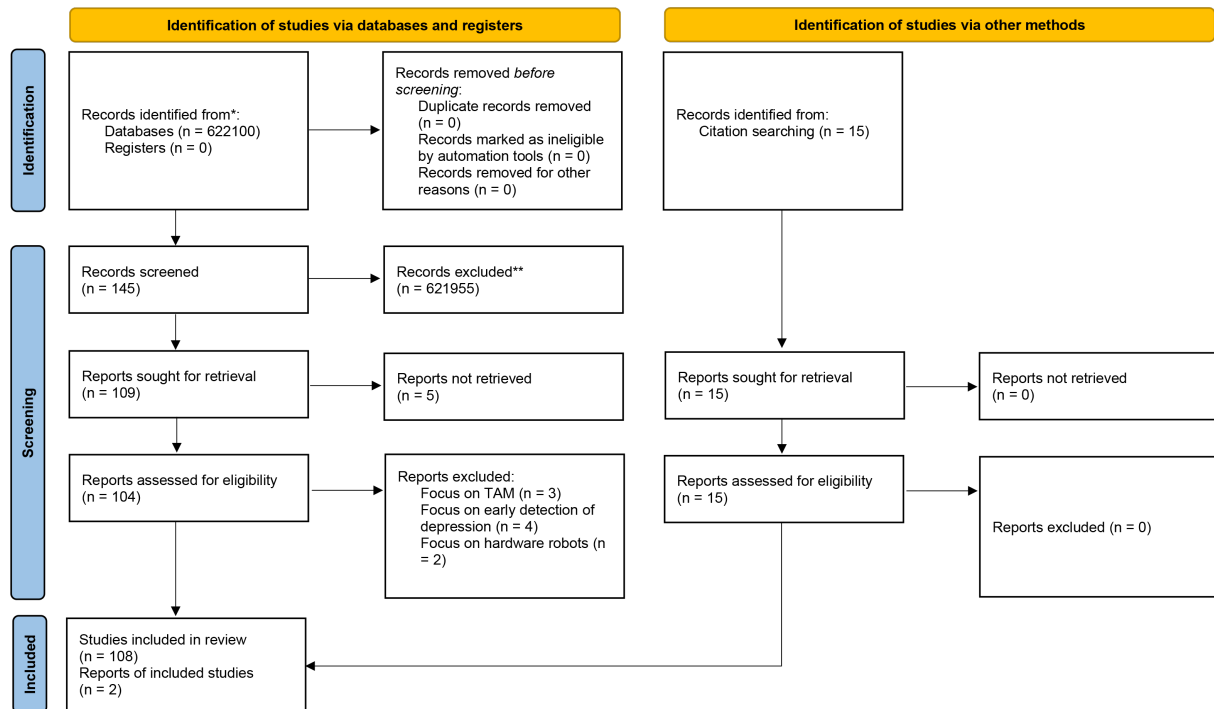 Identification of studies via databases and registers
Identification of studies via other methods
Identification
Records identified from*:
Databases (n = 622100)
Registers (n = 0)
Records removed before
screening:
Duplicate records removed
(n = 0)
Records marked as ineligible
by automation tools (n = 0)
Records removed for other
reasons (n = 0)
Records identified from:
Citation searching (n = 15)
Screening
Records screened
(n = 145)
Records excluded**
(n = 621955)
Reports sought for retrieval
(n = 109)
Reports not retrieved
(n = 5)
Reports sought for retrieval
(n = 15)
Reports not retrieved
(n = 0)
Reports assessed for eligibility
(n = 104)
Reports excluded:
Focus on TAM (n = 3)
Focus on early detection of
depression (n = 4)
Focus on hardware robots (n
= 2)
Reports assessed for eligibility
(n = 15)
Reports excluded (n = 0)
Included
Studies included in review
(n = 108)
Reports of included studies
(n = 2)